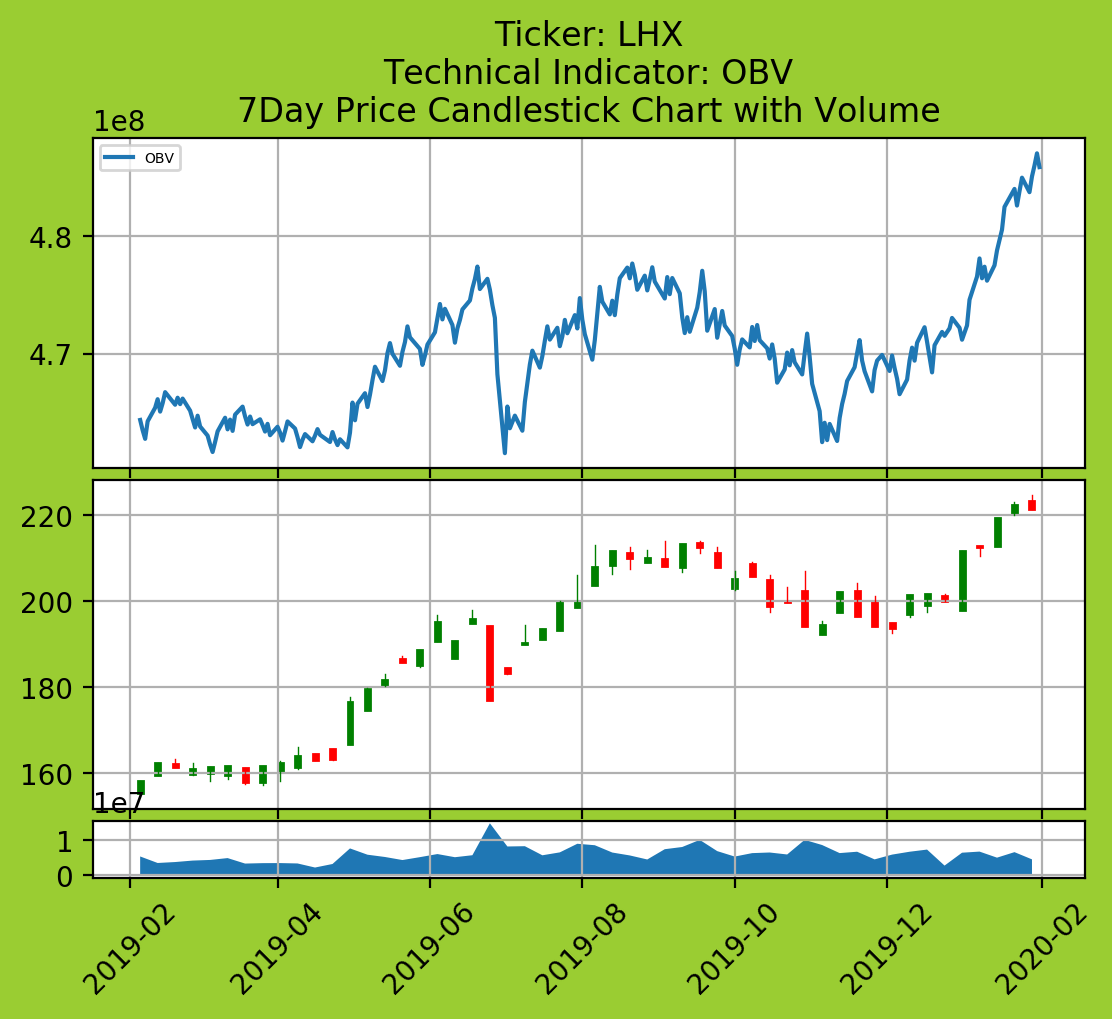 Ticker: LHX
Technical Indicator: OBV
7Day Price Candlestick Chart with Volume
1e8
OBV
4.8
4.7
220
200
180
160
1e7
1
0
2019-02
2019-04
2019-06
2019-08
2019-10
2019-12
2020-02